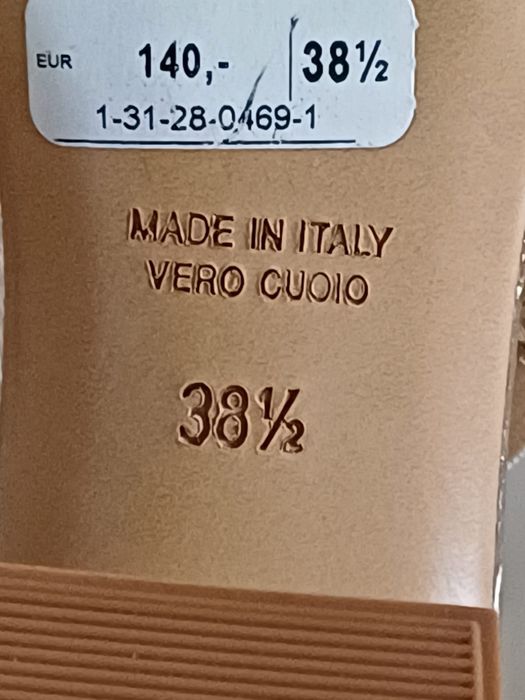 EUR 140,- 38½
1-31-28-0469-1
MADE IN ITALY
VERO CUOIO
38½